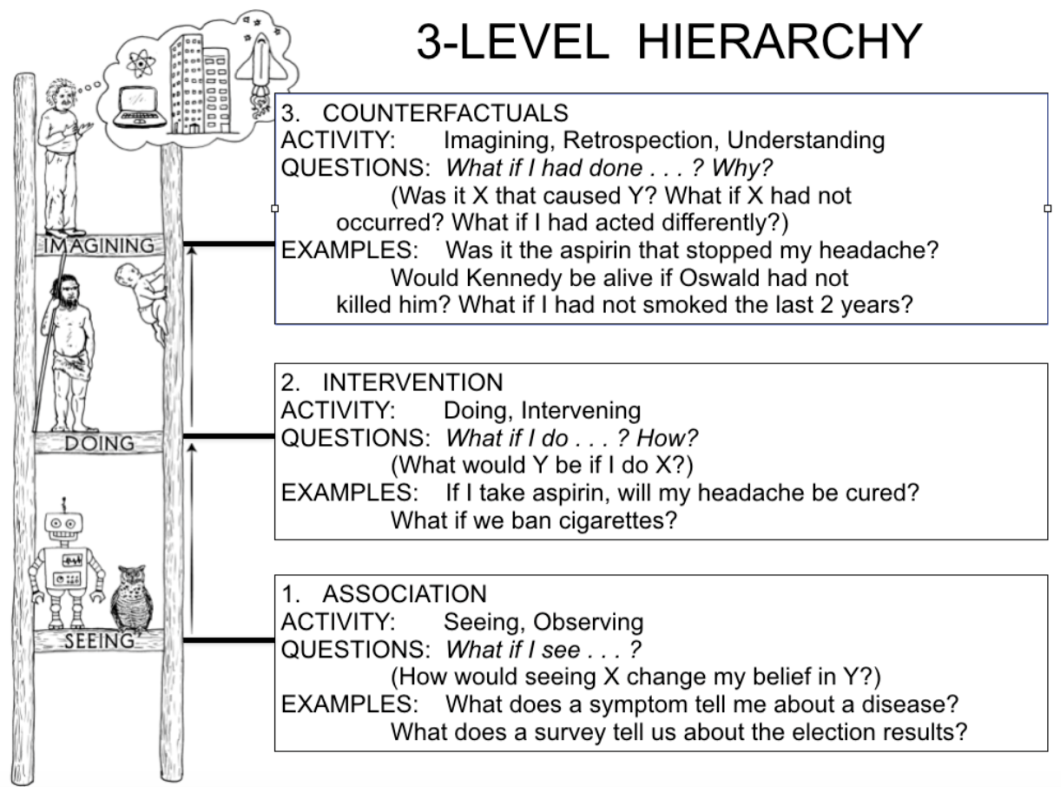 3-LEVEL HIERARCHY
3. COUNTERFACTUALS
ACTIVITY: Imagining, Retrospection, Understanding
QUESTIONS: What if I had done . . . ? Why?
(Was it X that caused Y? What if X had not
occurred? What if I had acted differently?)
EXAMPLES: Was it the aspirin that stopped my headache?
Would Kennedy be alive if Oswald had not
killed him? What if I had not smoked the last 2 years?
IMAGINING
2. INTERVENTION
ACTIVITY: Doing, Intervening
QUESTIONS: What if I do . . . ? How?
(What would Y be if I do X?)
EXAMPLES: If I take aspirin, will my headache be cured?
What if we ban cigarettes?
DOING
1. ASSOCIATION
ACTIVITY: Seeing, Observing
QUESTIONS: What if I see . . . ?
(How would seeing X change my belief in Y?)
EXAMPLES: What does a symptom tell me about a disease?
What does a survey tell us about the election results?
SEEING